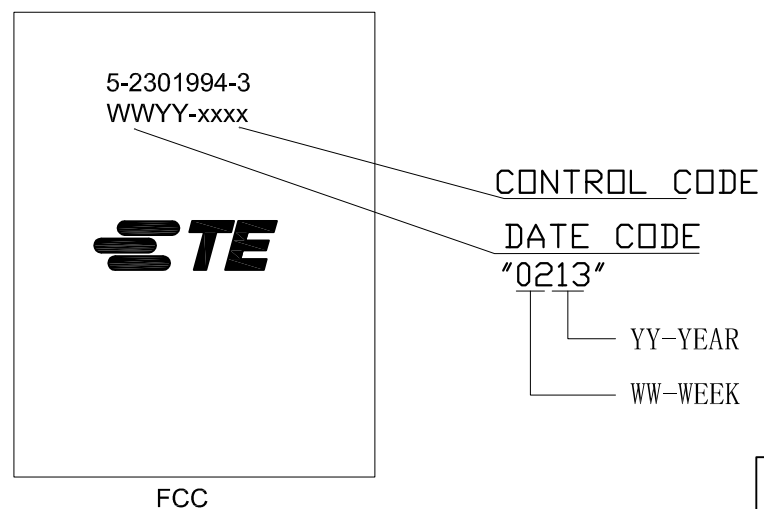 5-2301994-3
WWYY-xxxx
CONTROL CODE
TE
DATE CODE
"0213"
YY-YEAR
WW-WEEK
FCC